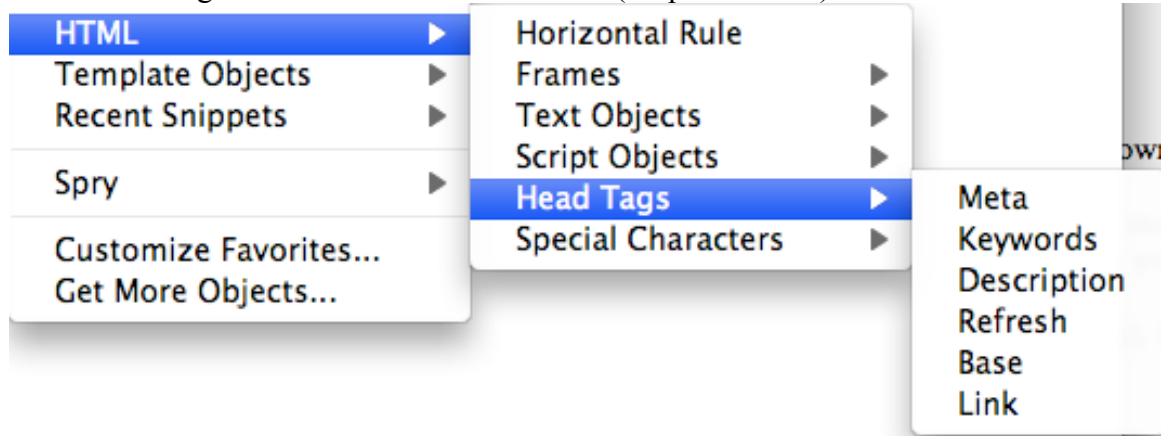 HTML
Template Objects
Recent Snippets
Spry
Customize Favorites...
Get More Objects...
Horizontal Rule
Frames
Text Objects
Script Objects
Head Tags
Special Characters
Meta
Keywords
Description
Refresh
Base
Link